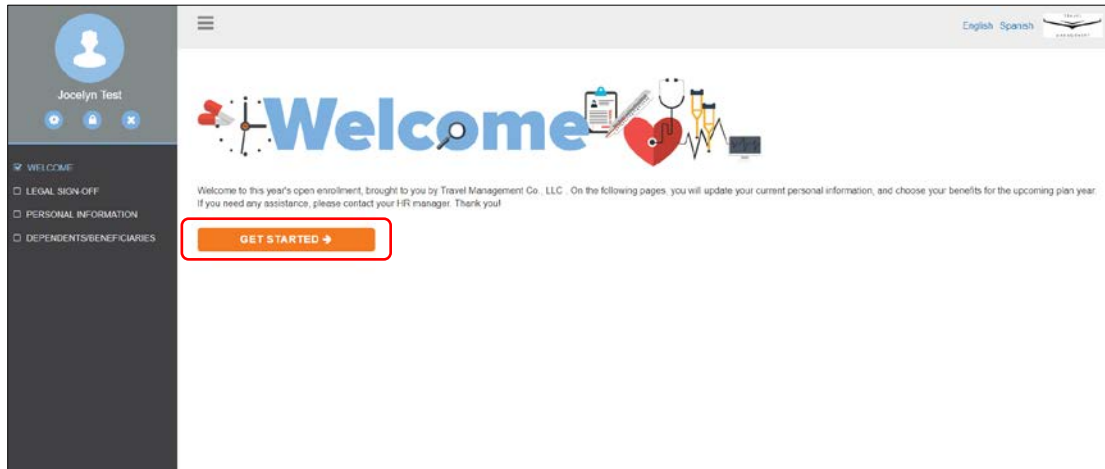 Jocelyn Test
WELCOME
LEGAL SIGN-OFF
PERSONAL INFORMATION
DEPENDENTS/BENEFICIARIES
English Spanish
TRAVEL
MANAGEMENT
Welcome
Welcome to this year's open enrollment, brought to you by Travel Management Co., LLC . On the following pages, you will update your current personal information, and choose your benefits for the upcoming plan year.
If you need any assistance, please contact your HR manager. Thank you!
GET STARTED →